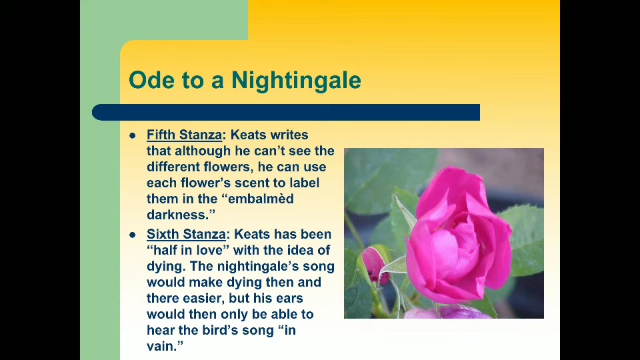 Ode to a Nightingale
Fifth Stanza: Keats writes
that although he can't see the
different flowers, he can use
each flower's scent to label
them in the "embalmèd
darkness."
Sixth Stanza: Keats has been
"half in love" with the idea of
dying. The nightingale's song
would make dying then and
there easier, but his ears
would then only be able to
hear the bird's song "in
vain."